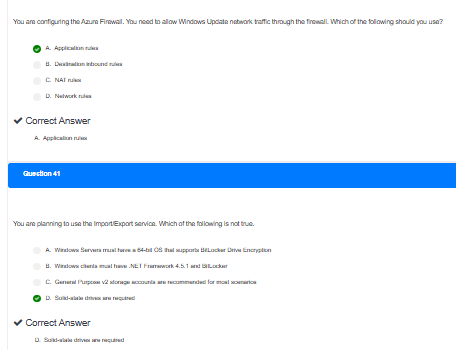 You are configuring the Azure Firewall. You need to allow Windows Update network traffic through the firewall. Which of the following should you use?
A. Application rules
B. Destination inbound rules
C. NAT rules
D. Network rules
Correct Answer
A. Application rules
Question 41
You are planning to use the Import/Export service. Which of the following is not true.
A. Windows Servers must have a 64-bit OS that supports BitLocker Drive Encryption
B. Windows clients must have .NET Framework 4.5.1 and BitLocker
C. General Purpose v2 storage accounts are recommended for most scenarios
D. Solid-state drives are required
Correct Answer
D. Solid-state drives are required